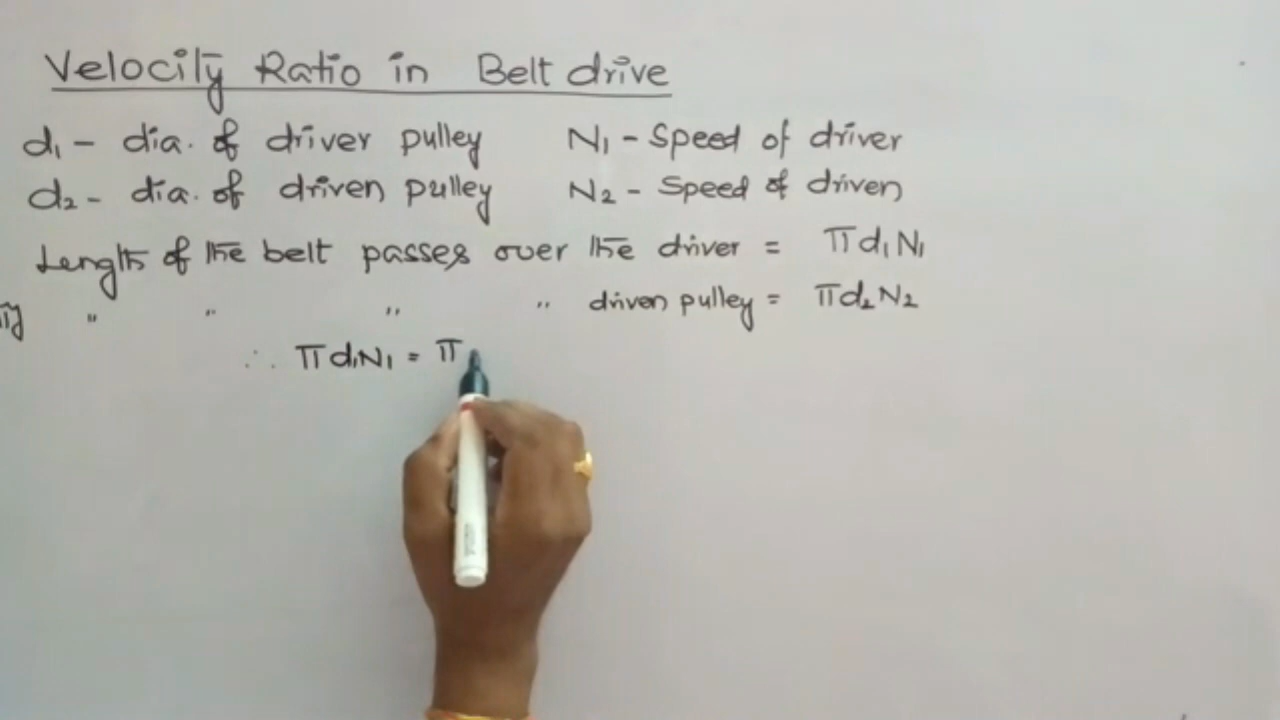 Velocity Ratio in Belt drive
d₁ - dia. of driver pulley N₁ - Speed of driver
d₂ - dia. of driven pulley N₂ - Speed of driven
Length of the belt passes over the driver = πd₁N₁
" " " " driven pulley = πd₂N₂
∴ πd₁N₁ = π